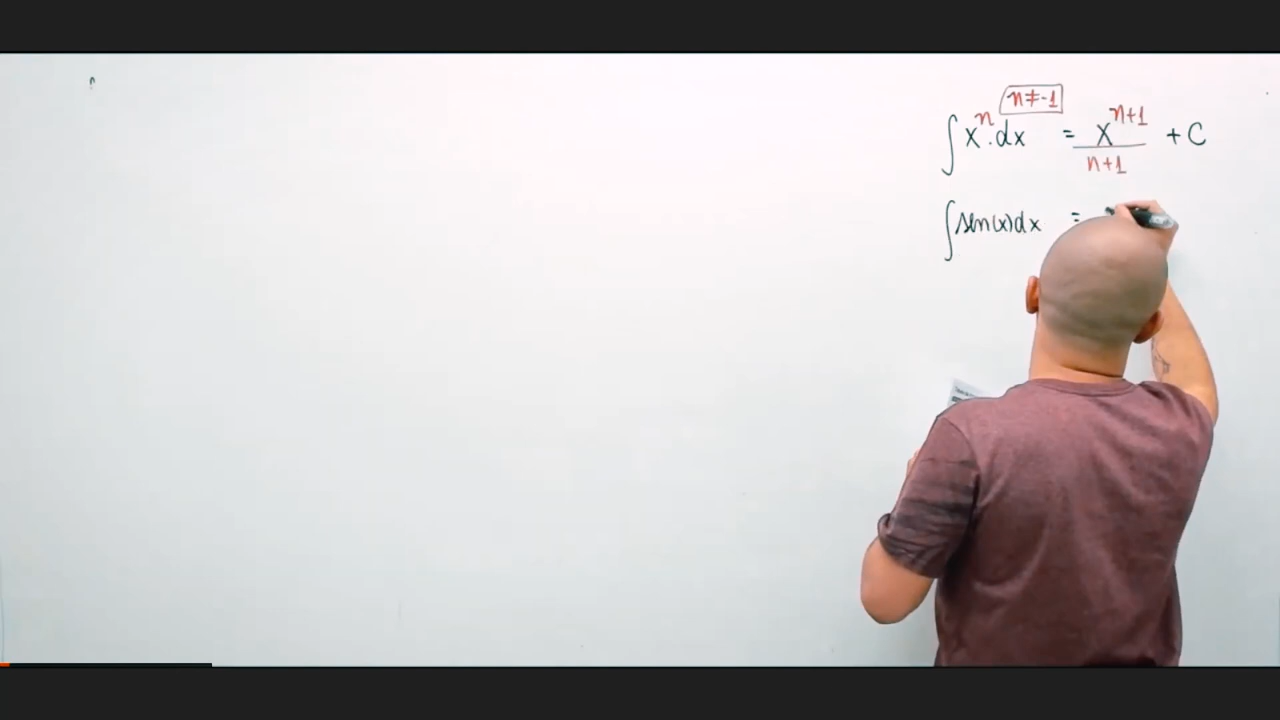 n≠-1
∫xⁿ.dx = xⁿ⁺¹/n+1 + C
∫sen(x)dx =